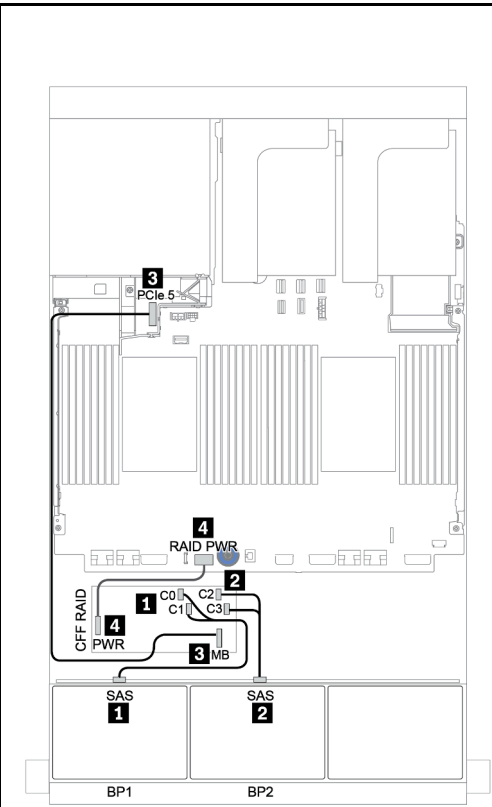 3
PCIe 5
4
RAID PWR
2
1
C0
C2
C1
C3
CFF RAID
4
PWR
3
MB
SAS
SAS
1
2
BP1
BP2